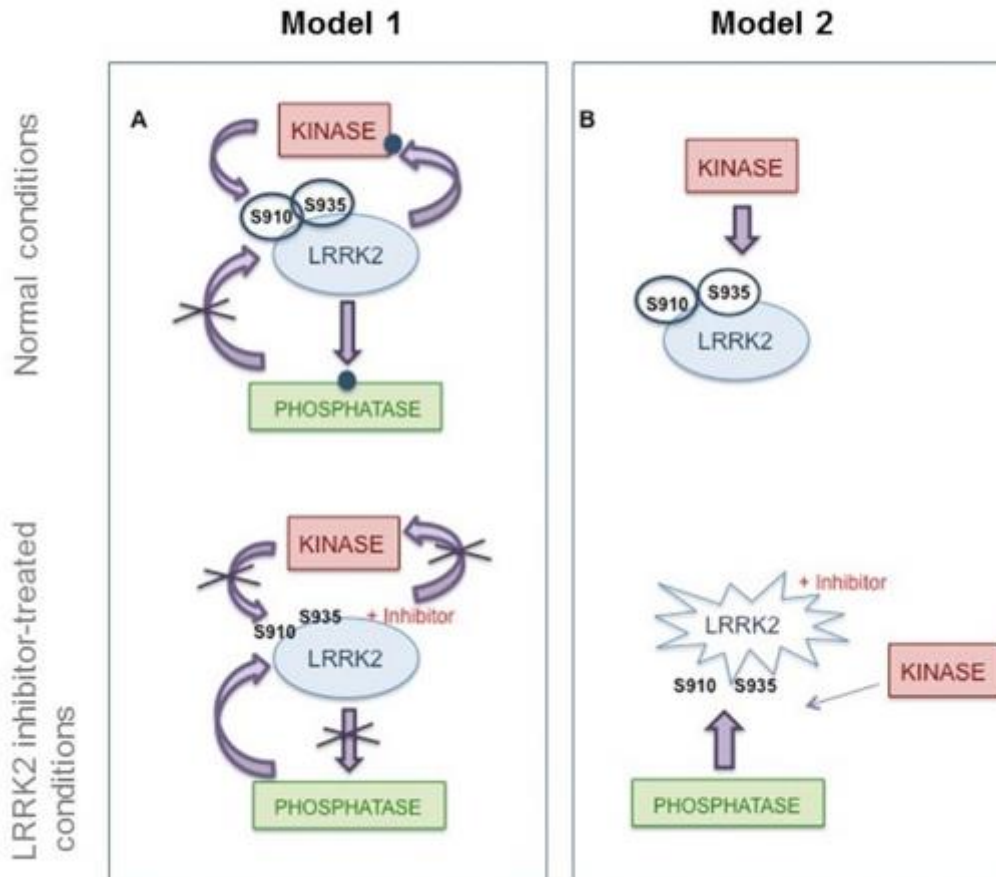 Model 1
Model 2
Normal conditions
A
KINASE
S910
S935
LRRK2
PHOSPHATASE
B
KINASE
S910
S935
LRRK2
LRRK2 inhibitor-treated
conditions
KINASE
S935
+ Inhibitor
S910
LRRK2
PHOSPHATASE
+ Inhibitor
LRRK2
S910
S935
KINASE
PHOSPHATASE